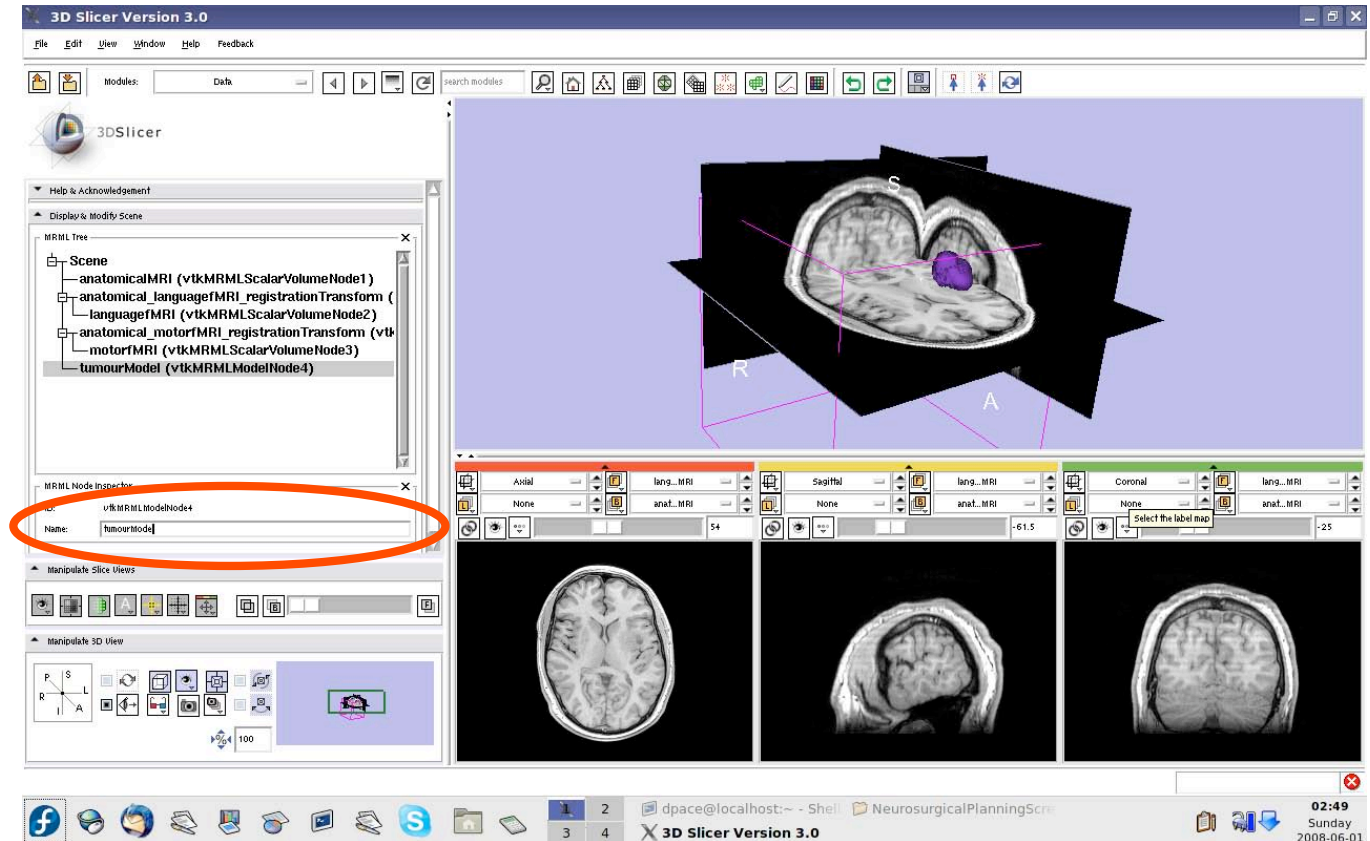 3D Slicer Version 3.0
File Edit View Window Help Feedback
Modules: Data search modules
3DSlicer
Help & Acknowledgement
Display & Modify Scene
MRML Tree
Scene
anatomicalMRI (vtkMRMLScalarVolumeNode1)
anatomical_languagefMRI_registrationTransform (
languagefMRI (vtkMRMLScalarVolumeNode2)
anatomical_motorfMRI_registrationTransform (vtk
motorfMRI (vtkMRMLScalarVolumeNode3)
tumourModel (vtkMRMLModelNode4)
MRML Node Inspector
ID: vtkMRMLModelNode4
Name: tumourModel
Manipulate Slice Views
B F
Manipulate 3D View
P S
R L
I A
100
S
R
A
Axial F lang...MRI
L None B anat...MRI
54
Sagittal F lang...MRI
L None B anat...MRI
-61.5
Coronal F lang...MRI
L None B anat...MRI
Select the label map
-25
1 2 dpace@localhost:~ - Shell NeurosurgicalPlanningScre
3 4 3D Slicer Version 3.0
02:49
Sunday
2008-06-01